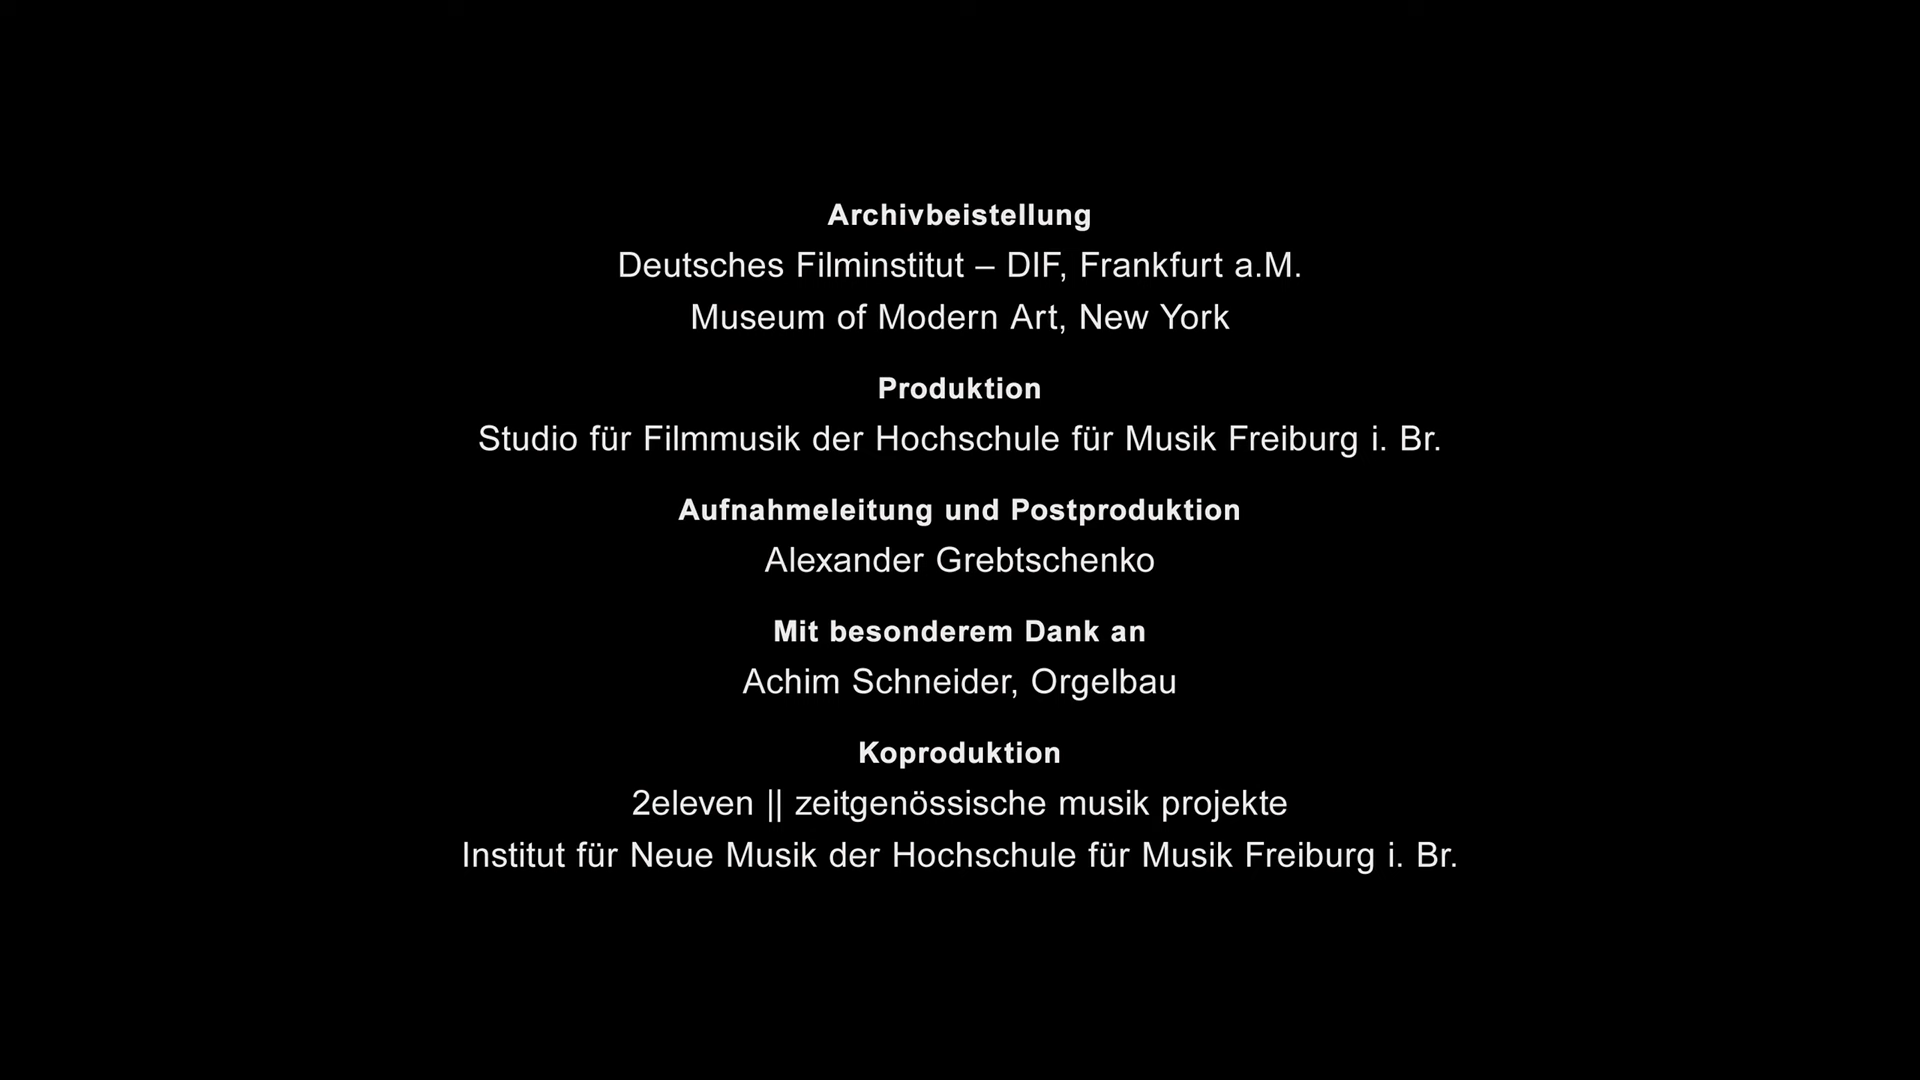 Archivbeistellung
Deutsches Filminstitut – DIF, Frankfurt a.M.
Museum of Modern Art, New York
Produktion
Studio für Filmmusik der Hochschule für Musik Freiburg i. Br.
Aufnahmeleitung und Postproduktion
Alexander Grebtschenko
Mit besonderem Dank an
Achim Schneider, Orgelbau
Koproduktion
2eleven || zeitgenössische musik projekte
Institut für Neue Musik der Hochschule für Musik Freiburg i. Br.